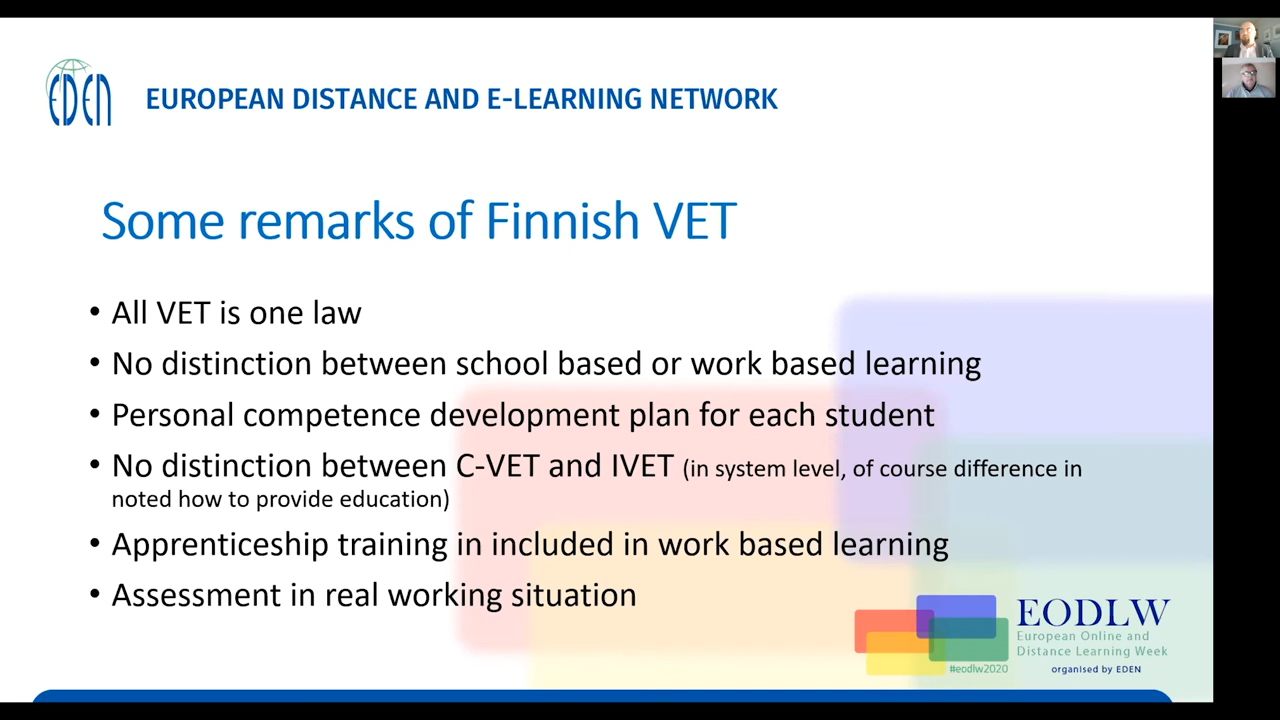 EDEN
EUROPEAN DISTANCE AND E-LEARNING NETWORK
Some remarks of Finnish VET
• All VET is one law
• No distinction between school based or work based learning
• Personal competence development plan for each student
• No distinction between C-VET and IVET (in system level, of course difference in
noted how to provide education)
• Apprenticeship training in included in work based learning
• Assessment in real working situation
EODLW
European Online and
Distance Learning Week
#eodlw2020
organised by EDEN